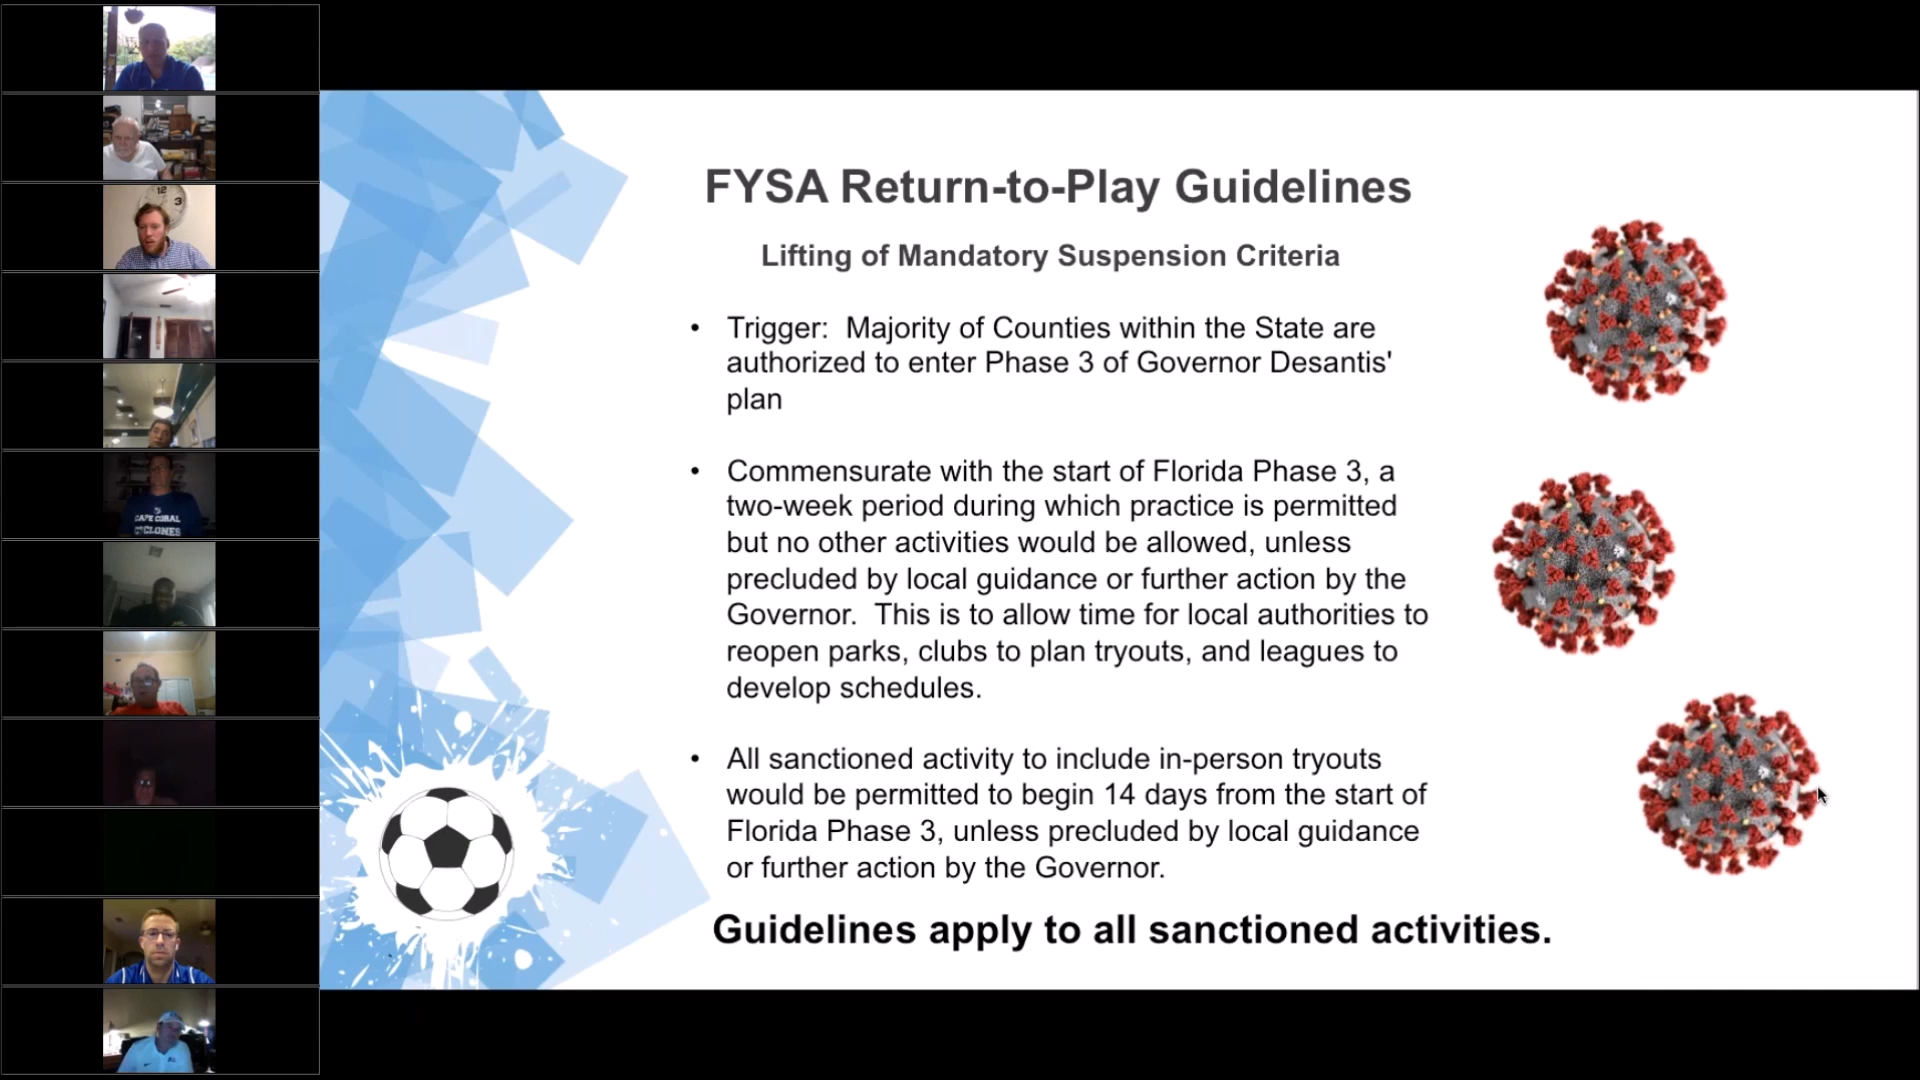 12
3
CAPE CORAL
CYCLONES
FYSA Return-to-Play Guidelines
Lifting of Mandatory Suspension Criteria
• Trigger:  Majority of Counties within the State are
authorized to enter Phase 3 of Governor Desantis'
plan
• Commensurate with the start of Florida Phase 3, a
two-week period during which practice is permitted
but no other activities would be allowed, unless
precluded by local guidance or further action by the
Governor.  This is to allow time for local authorities to
reopen parks, clubs to plan tryouts, and leagues to
develop schedules.
• All sanctioned activity to include in-person tryouts
would be permitted to begin 14 days from the start of
Florida Phase 3, unless precluded by local guidance
or further action by the Governor.
Guidelines apply to all sanctioned activities.